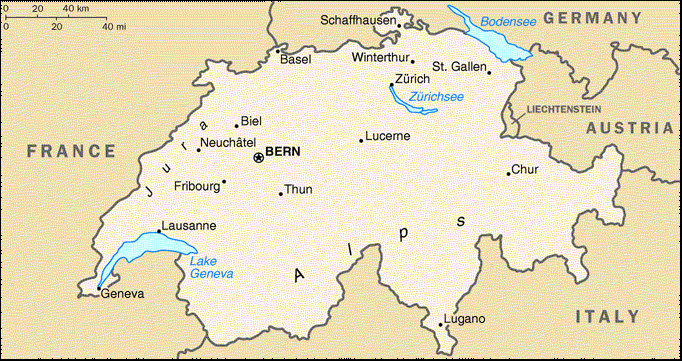 0 20 40 km
0 20 40 mi
Schaffhausen
Bodensee
GERMANY
Basel
Winterthur
St. Gallen
Zürich
Zürichsee
LIECHTENSTEIN
AUSTRIA
Biel
Jura
Neuchâtel
BERN
Lucerne
FRANCE
Fribourg
Thun
Chur
Lausanne
Alps
Lake
Geneva
Geneva
Lugano
ITALY